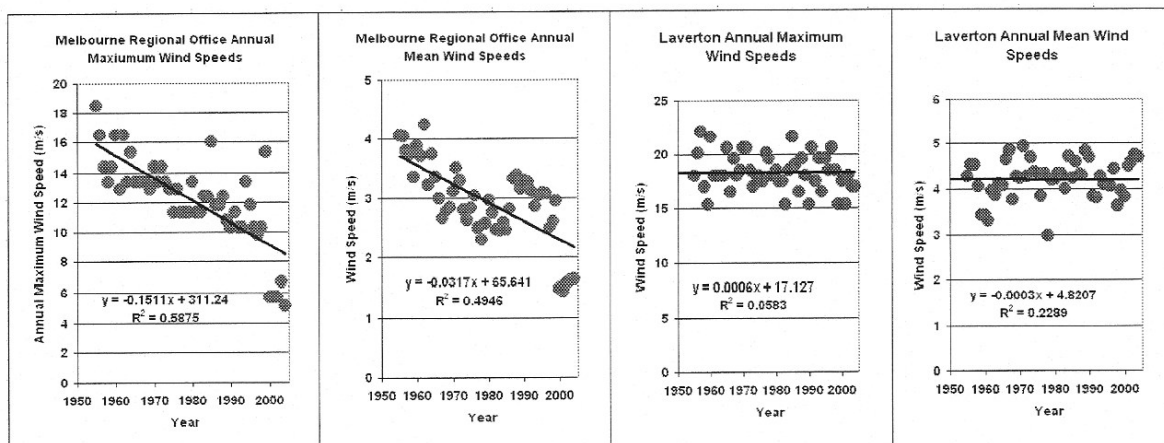 Melbourne Regional Office Annual
Maxiumum Wind Speeds
Annual Maximum Wind Speed (m/s)
20
18
16
14
12
10
8
6
4
2
0
y = -0.1511x + 311.24
R² = 0.5875
1950 1960 1970 1980 1990 2000
Year
Melbourne Regional Office Annual
Mean Wind Speeds
Wind Speed (m/s)
5
4
3
2
1
0
y = -0.0317x + 65.641
R² = 0.4946
1950 1960 1970 1980 1990 2000
Year
Laverton Annual Maximum
Wind Speeds
Wind Speed (m/s)
25
20
15
10
5
0
y = 0.0006x + 17.127
R² = 0.0583
1950 1960 1970 1980 1990 2000
Year
Laverton Annual Mean Wind
Speeds
Wind Speed (m/s)
6
5
4
3
2
1
0
y = -0.0003x + 4.8207
R² = 0.2289
1950 1960 1970 1980 1990 2000
Year